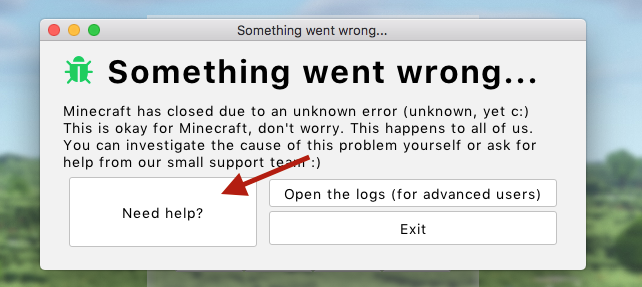 Something went wrong...
Something went wrong...
Minecraft has closed due to an unknown error (unknown, yet c:)
This is okay for Minecraft, don't worry. This happens to all of us.
You can investigate the cause of this problem yourself or ask for
help from our small support team :)
Need help?
Open the logs (for advanced users)
Exit